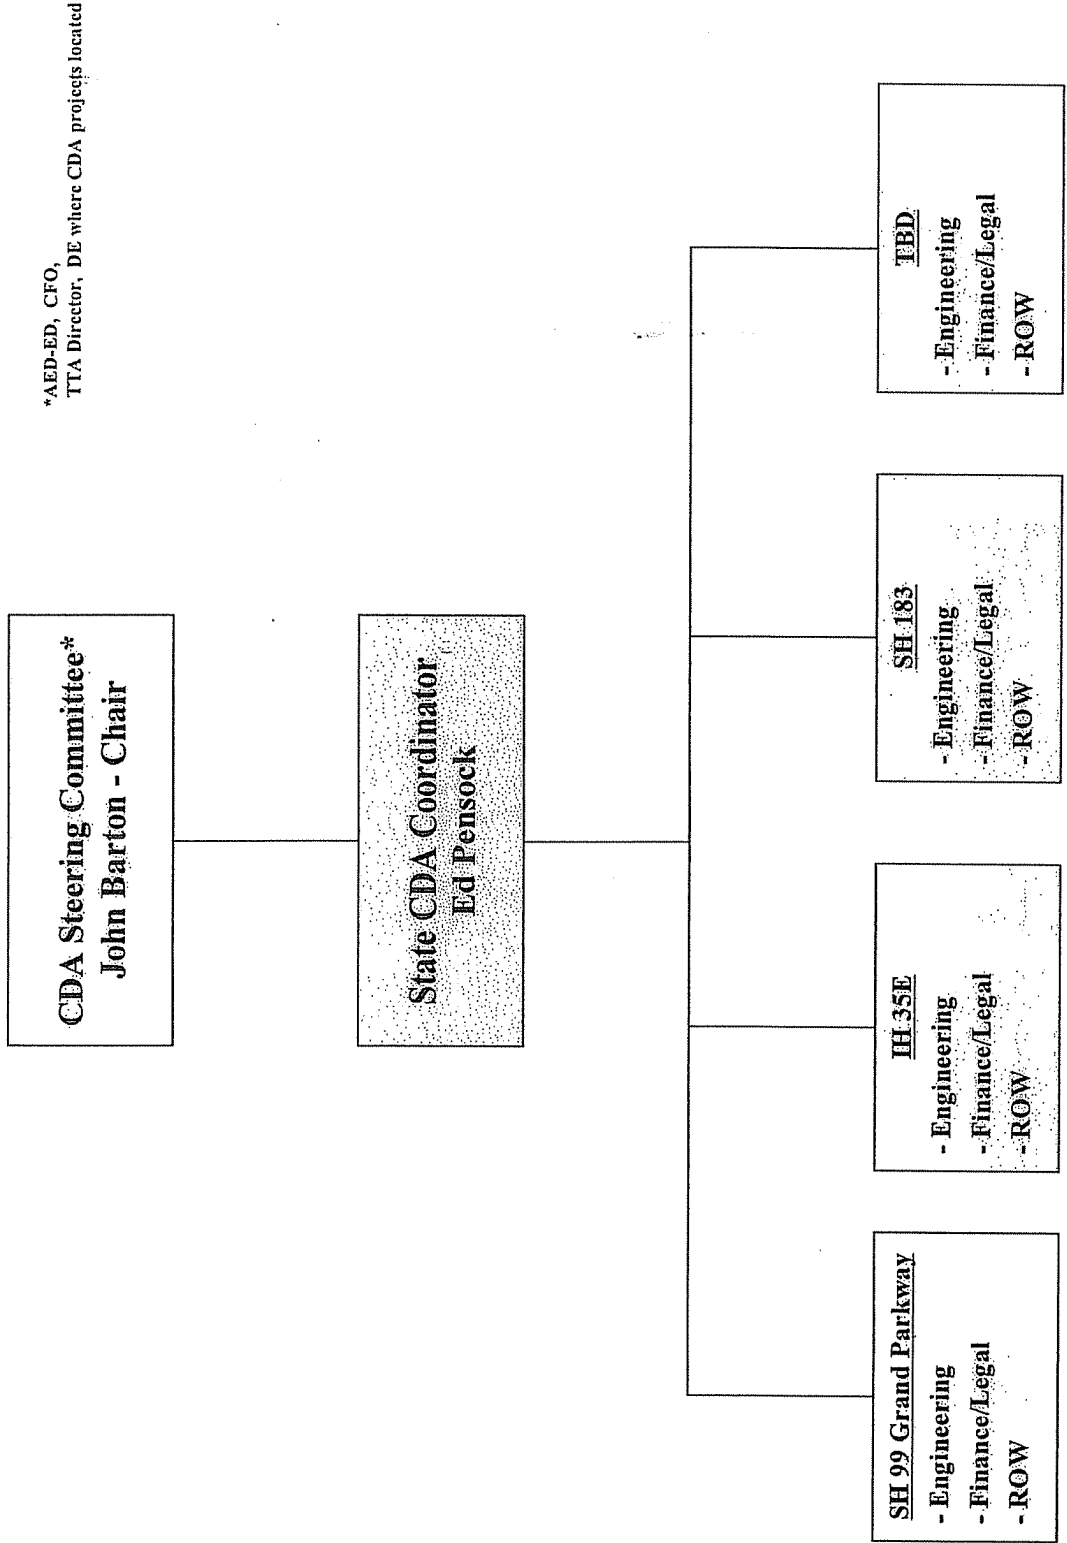 *AED-ED, CFO,
TTA Director, DE where CDA projects located
CDA Steering Committee*
John Barton - Chair
State CDA Coordinator
Ed Pensock
SH 99 Grand Parkway
- Engineering
- Finance/Legal
- ROW
IH 35E
- Engineering
- Finance/Legal
- ROW
SH 183
- Engineering
- Finance/Legal
- ROW
TBD
- Engineering
- Finance/Legal
- ROW